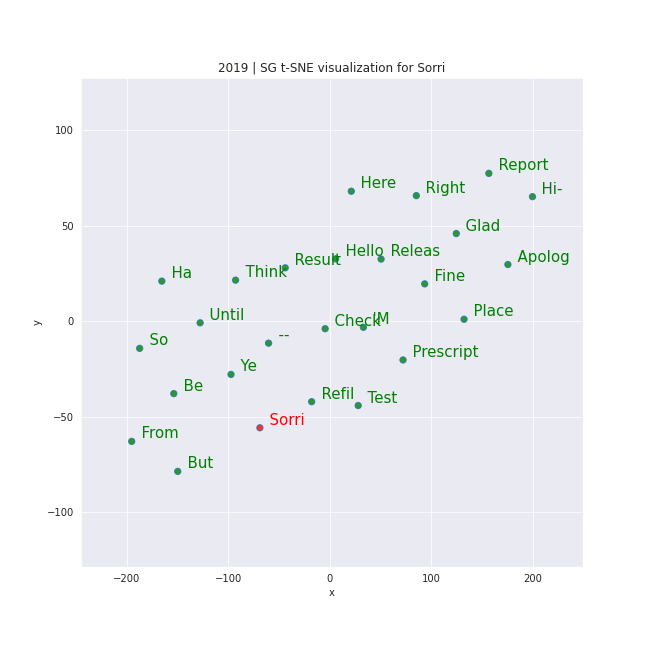 2019 | SG t-SNE visualization for Sorri
100
50
0
−50
−100
y
Report
Here
Right
Hi-
Glad
Hello
Releas
Apolog
Result
Think
Ha
Fine
Until
Place
Check
IM
--
So
Prescript
Ye
Be
Refil
Test
Sorri
From
But
−200
−100
0
100
200
x